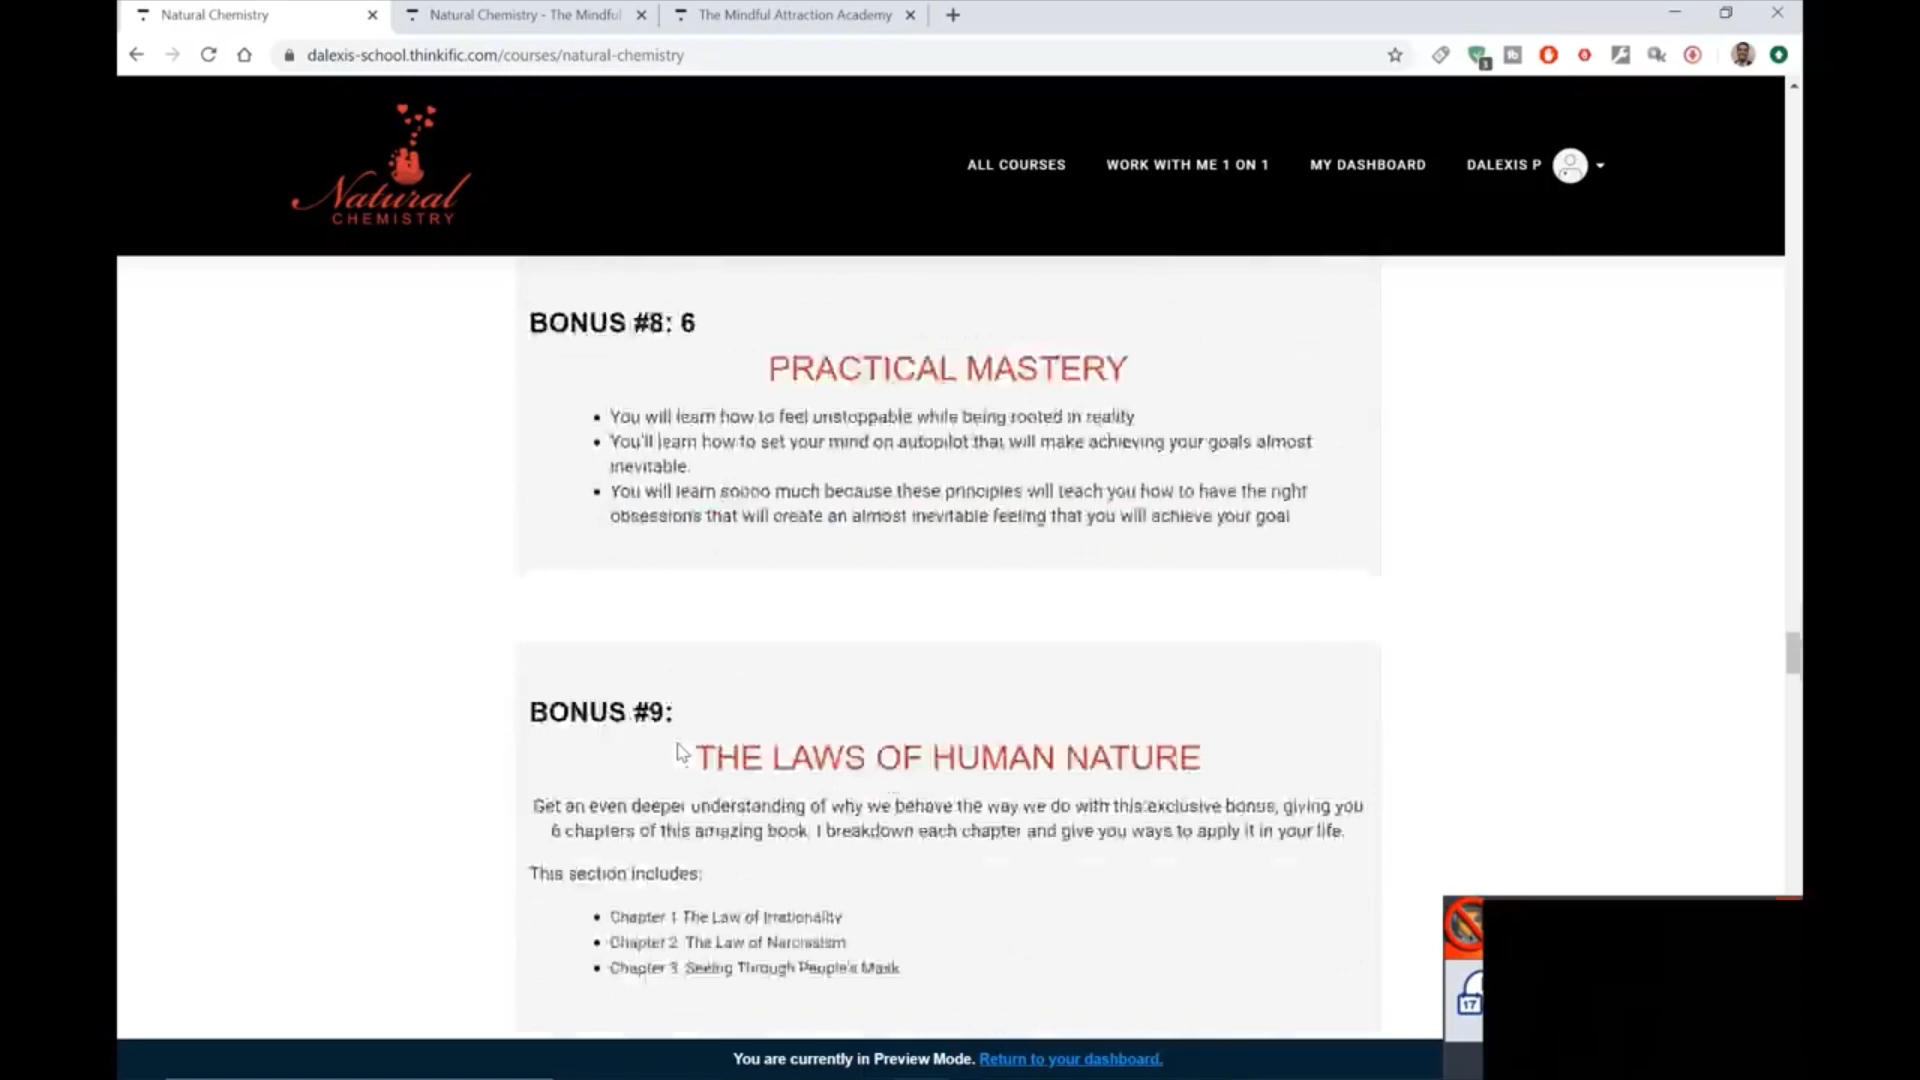 Natural Chemistry
Natural Chemistry - The Mindful
The Mindful Attraction Academy
dalexis-school.thinkific.com/courses/natural-chemistry
1
Natural
CHEMISTRY
ALL COURSES
WORK WITH ME 1 ON 1
MY DASHBOARD
DALEXIS P
BONUS #8: 6
PRACTICAL MASTERY
• You will learn how to feel unstoppable while being rooted in reality
• You'll learn how to set your mind on autopilot that will make achieving your goals almost
inevitable.
• You will learn soooo much because these principles will teach you how to have the right
obsessions that will create an almost inevitable feeling that you will achieve your goal
BONUS #9:
THE LAWS OF HUMAN NATURE
Get an even deeper understanding of why we behave the way we do with this exclusive bonus, giving you
6 chapters of this amazing book. I breakdown each chapter and give you ways to apply it in your life.
This section includes:
• Chapter 1 The Law of Irrationality
• Chapter 2 The Law of Narcissism
• Chapter 3 Seeing Through People's Mask
17
You are currently in Preview Mode. Return to your dashboard.